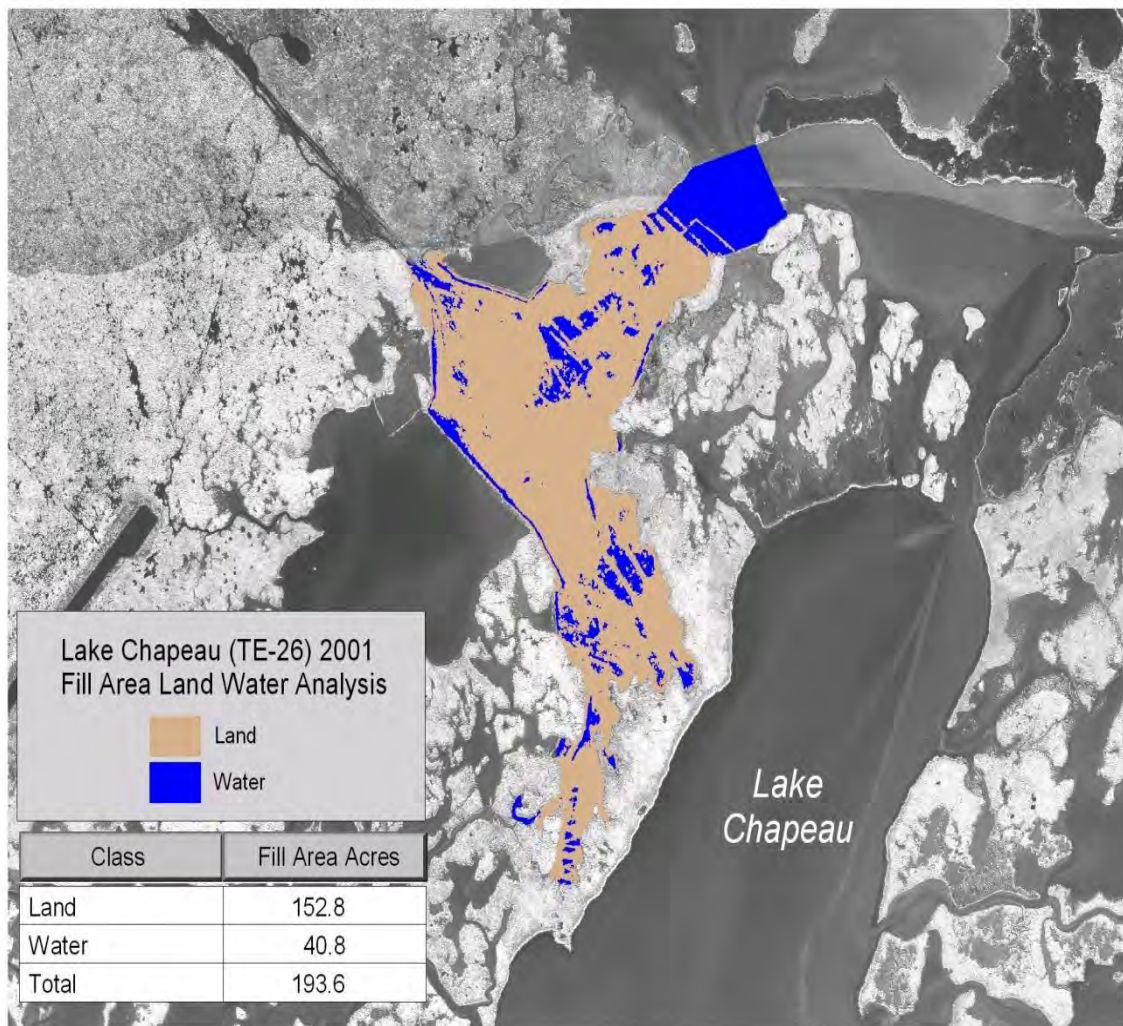 Lake Chapeau (TE-26) 2001
Fill Area Land Water Analysis
Land
Water
Class Fill Area Acres
Land 152.8
Water 40.8
Total 193.6
Lake
Chapeau